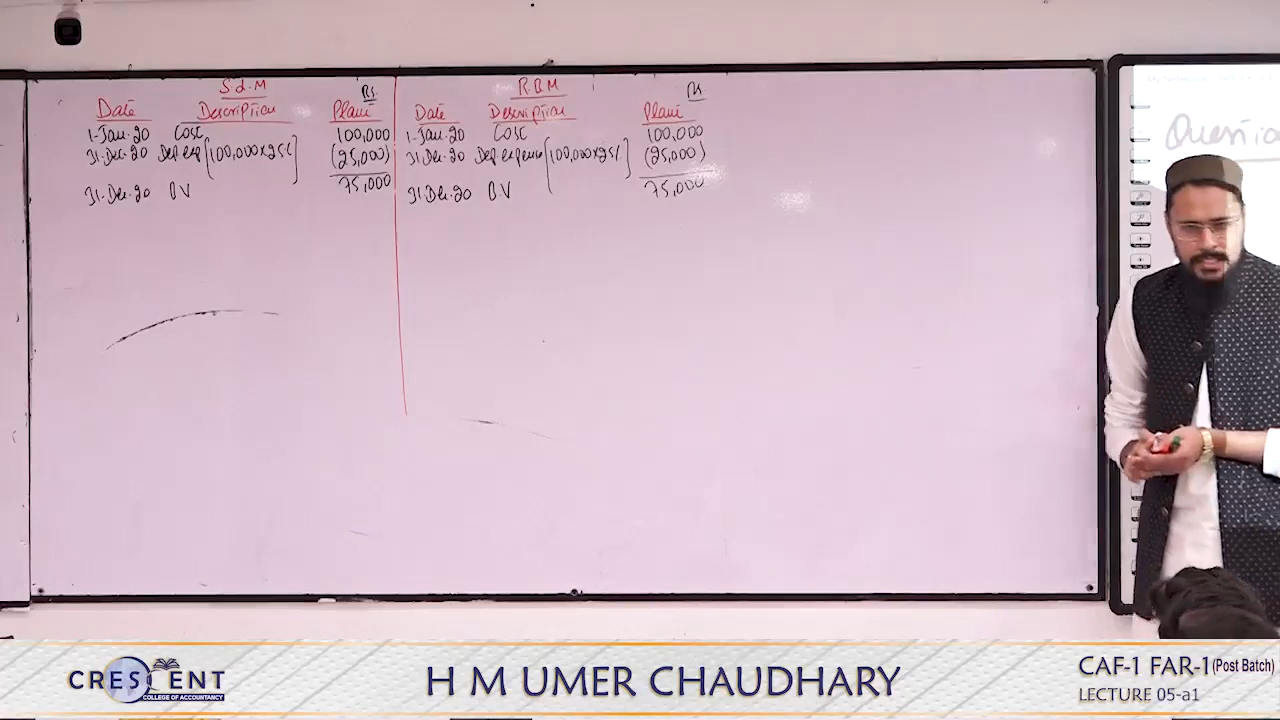 S.L.M
Rs.
Date Description Plant
1-Jan-20 Cost 100,000
31-Dec-20 Dep exp [100,000x25%] (25,000)
75,000
31-Dec-20 BV
R.B.M
Rs.
Date Description Plant
1-Jan-20 Cost 100,000
31-Dec-20 Dep expense [100,000x25%] (25,000)
31-Dec-20 BV 75,000
Questio
CRESCENT
COLLEGE OF ACCOUNTANCY
H M UMER CHAUDHARY
CAF-1 FAR-1 (Post Batch)
LECTURE 05-a1